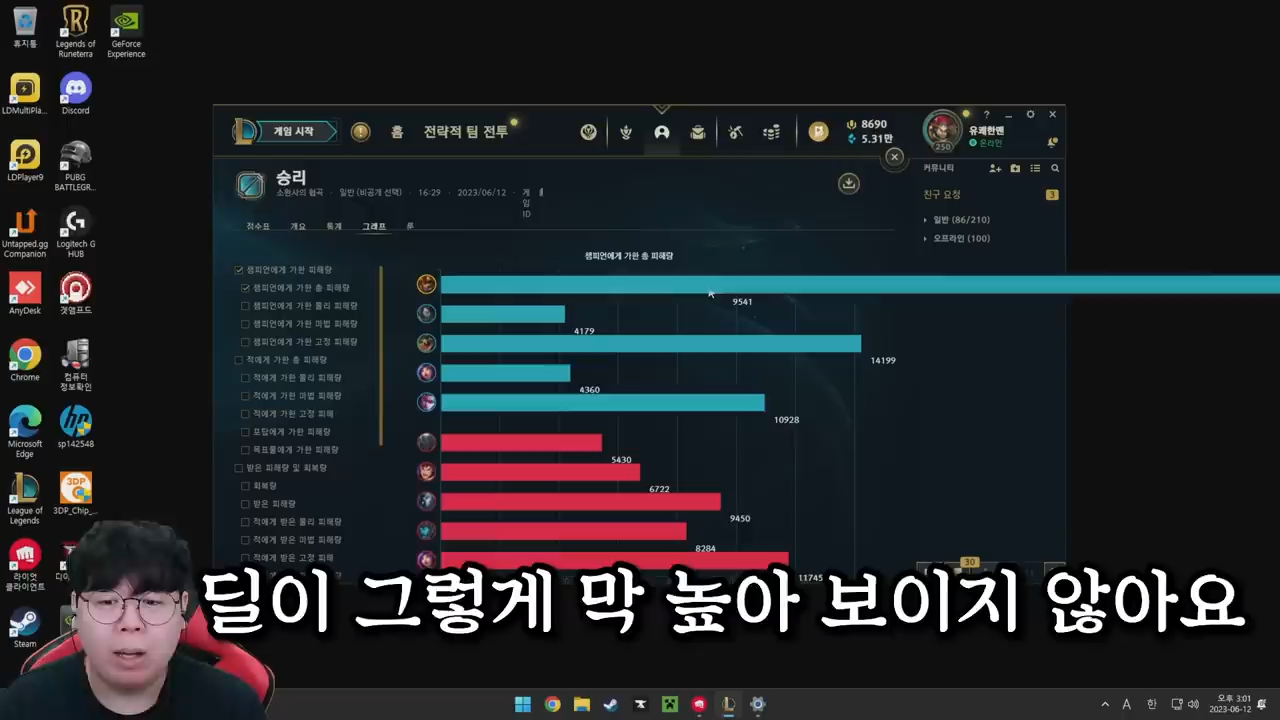 휴지통
Legends of Runeterra
GeForce Experience
LDMultiPla...
Discord
LDPlayer9
PUBG BATTLEGR...
Untapped.gg Companion
Logitech G HUB
AnyDesk
겟앰프드
Chrome
컴퓨터 정보확인
Microsoft Edge
sp142548
League of Legends
3DP_Chip_...
라이엇 클라이언트
Steam
게임 시작
홈
전략적 팀 전투
8690
5.31만
250
유쾌한맨
온라인
승리
소환사의 협곡 · 일반 (비공개 선택) · 16:29 · 2023/06/12 · 게임 ID
점수표 개요 통계 그래프 룬
커뮤니티
친구 요청
3
일반 (86/210)
오프라인 (100)
챔피언에게 가한 총 피해량
챔피언에게 가한 피해량
챔피언에게 가한 총 피해량
챔피언에게 가한 물리 피해량
챔피언에게 가한 마법 피해량
챔피언에게 가한 고정 피해량
적에게 가한 총 피해량
적에게 가한 물리 피해량
적에게 가한 마법 피해량
적에게 가한 고정 피해
포탑에게 가한 피해량
목표물에게 가한 피해량
받은 피해량 및 회복량
회복량
받은 피해량
적에게 받은 물리 피해량
적에게 받은 마법 피해량
적에게 받은 고정 피해
9541
4179
14199
4360
10928
5430
6722
9450
8284
11745
30
딜이 그렇게 막 높아 보이지 않아요
A
한
오후 3:01
2023-06-12